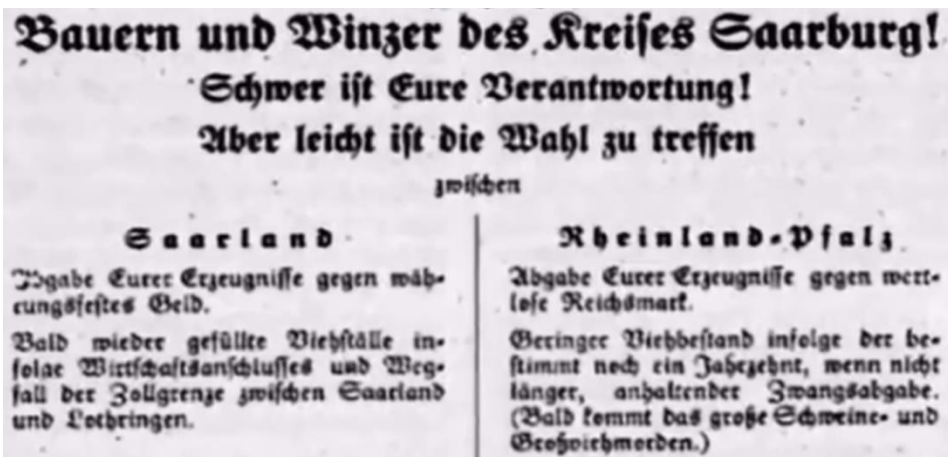 Bauern und Winzer des Kreises Saarburg!
Schwer ist Eure Verantwortung!
Aber leicht ist die Wahl zu treffen
zwischen
Saarland
Abgabe Eurer Erzeugnisse gegen wäh-
rungsfestes Geld.
Bald wieder gefüllte Viehställe in-
folge Wirtschaftsanschlusses und Weg-
fall der Zollgrenze zwischen Saarland
und Lothringen.
Rheinland-Pfalz
Abgabe Eurer Erzeugnisse gegen wert-
lose Reichsmark.
Geringer Viehbestand infolge der be-
stimmt noch ein Jahrzehnt, wenn nicht
länger, anhaltender Zwangsabgabe.
(Bald kommt das große Schweine- und
Großviehmorden.)